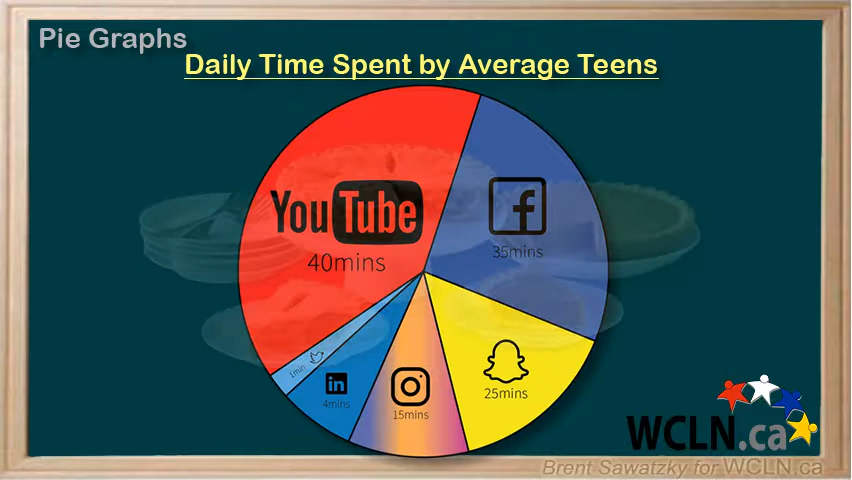 Pie Graphs
Daily Time Spent by Average Teens
YouTube
40mins
f
35mins
1min
in
4mins
15mins
25mins
WCLN.ca
Brent Sawatzky for WCLN.ca